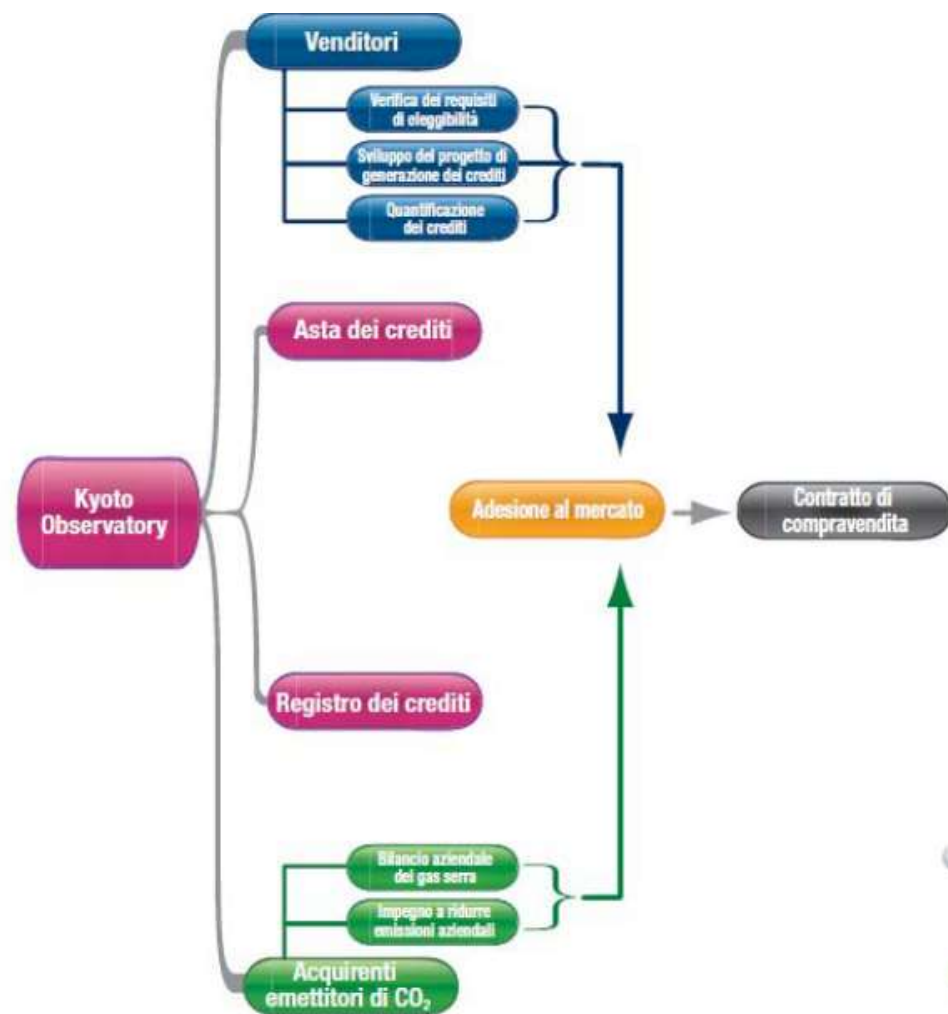 Venditori
Verifica dei requisiti
di eleggibilità
Sviluppo del progetto di
generazione dei crediti
Quantificazione
dei crediti
Asta dei crediti
Kyoto
Observatory
Adesione al mercato
Contratto di
compravendita
Registro dei crediti
Bilancio aziendale
dei gas serra
Impegno a ridurre
emissioni aziendali
Acquirenti
emettitori di CO₂